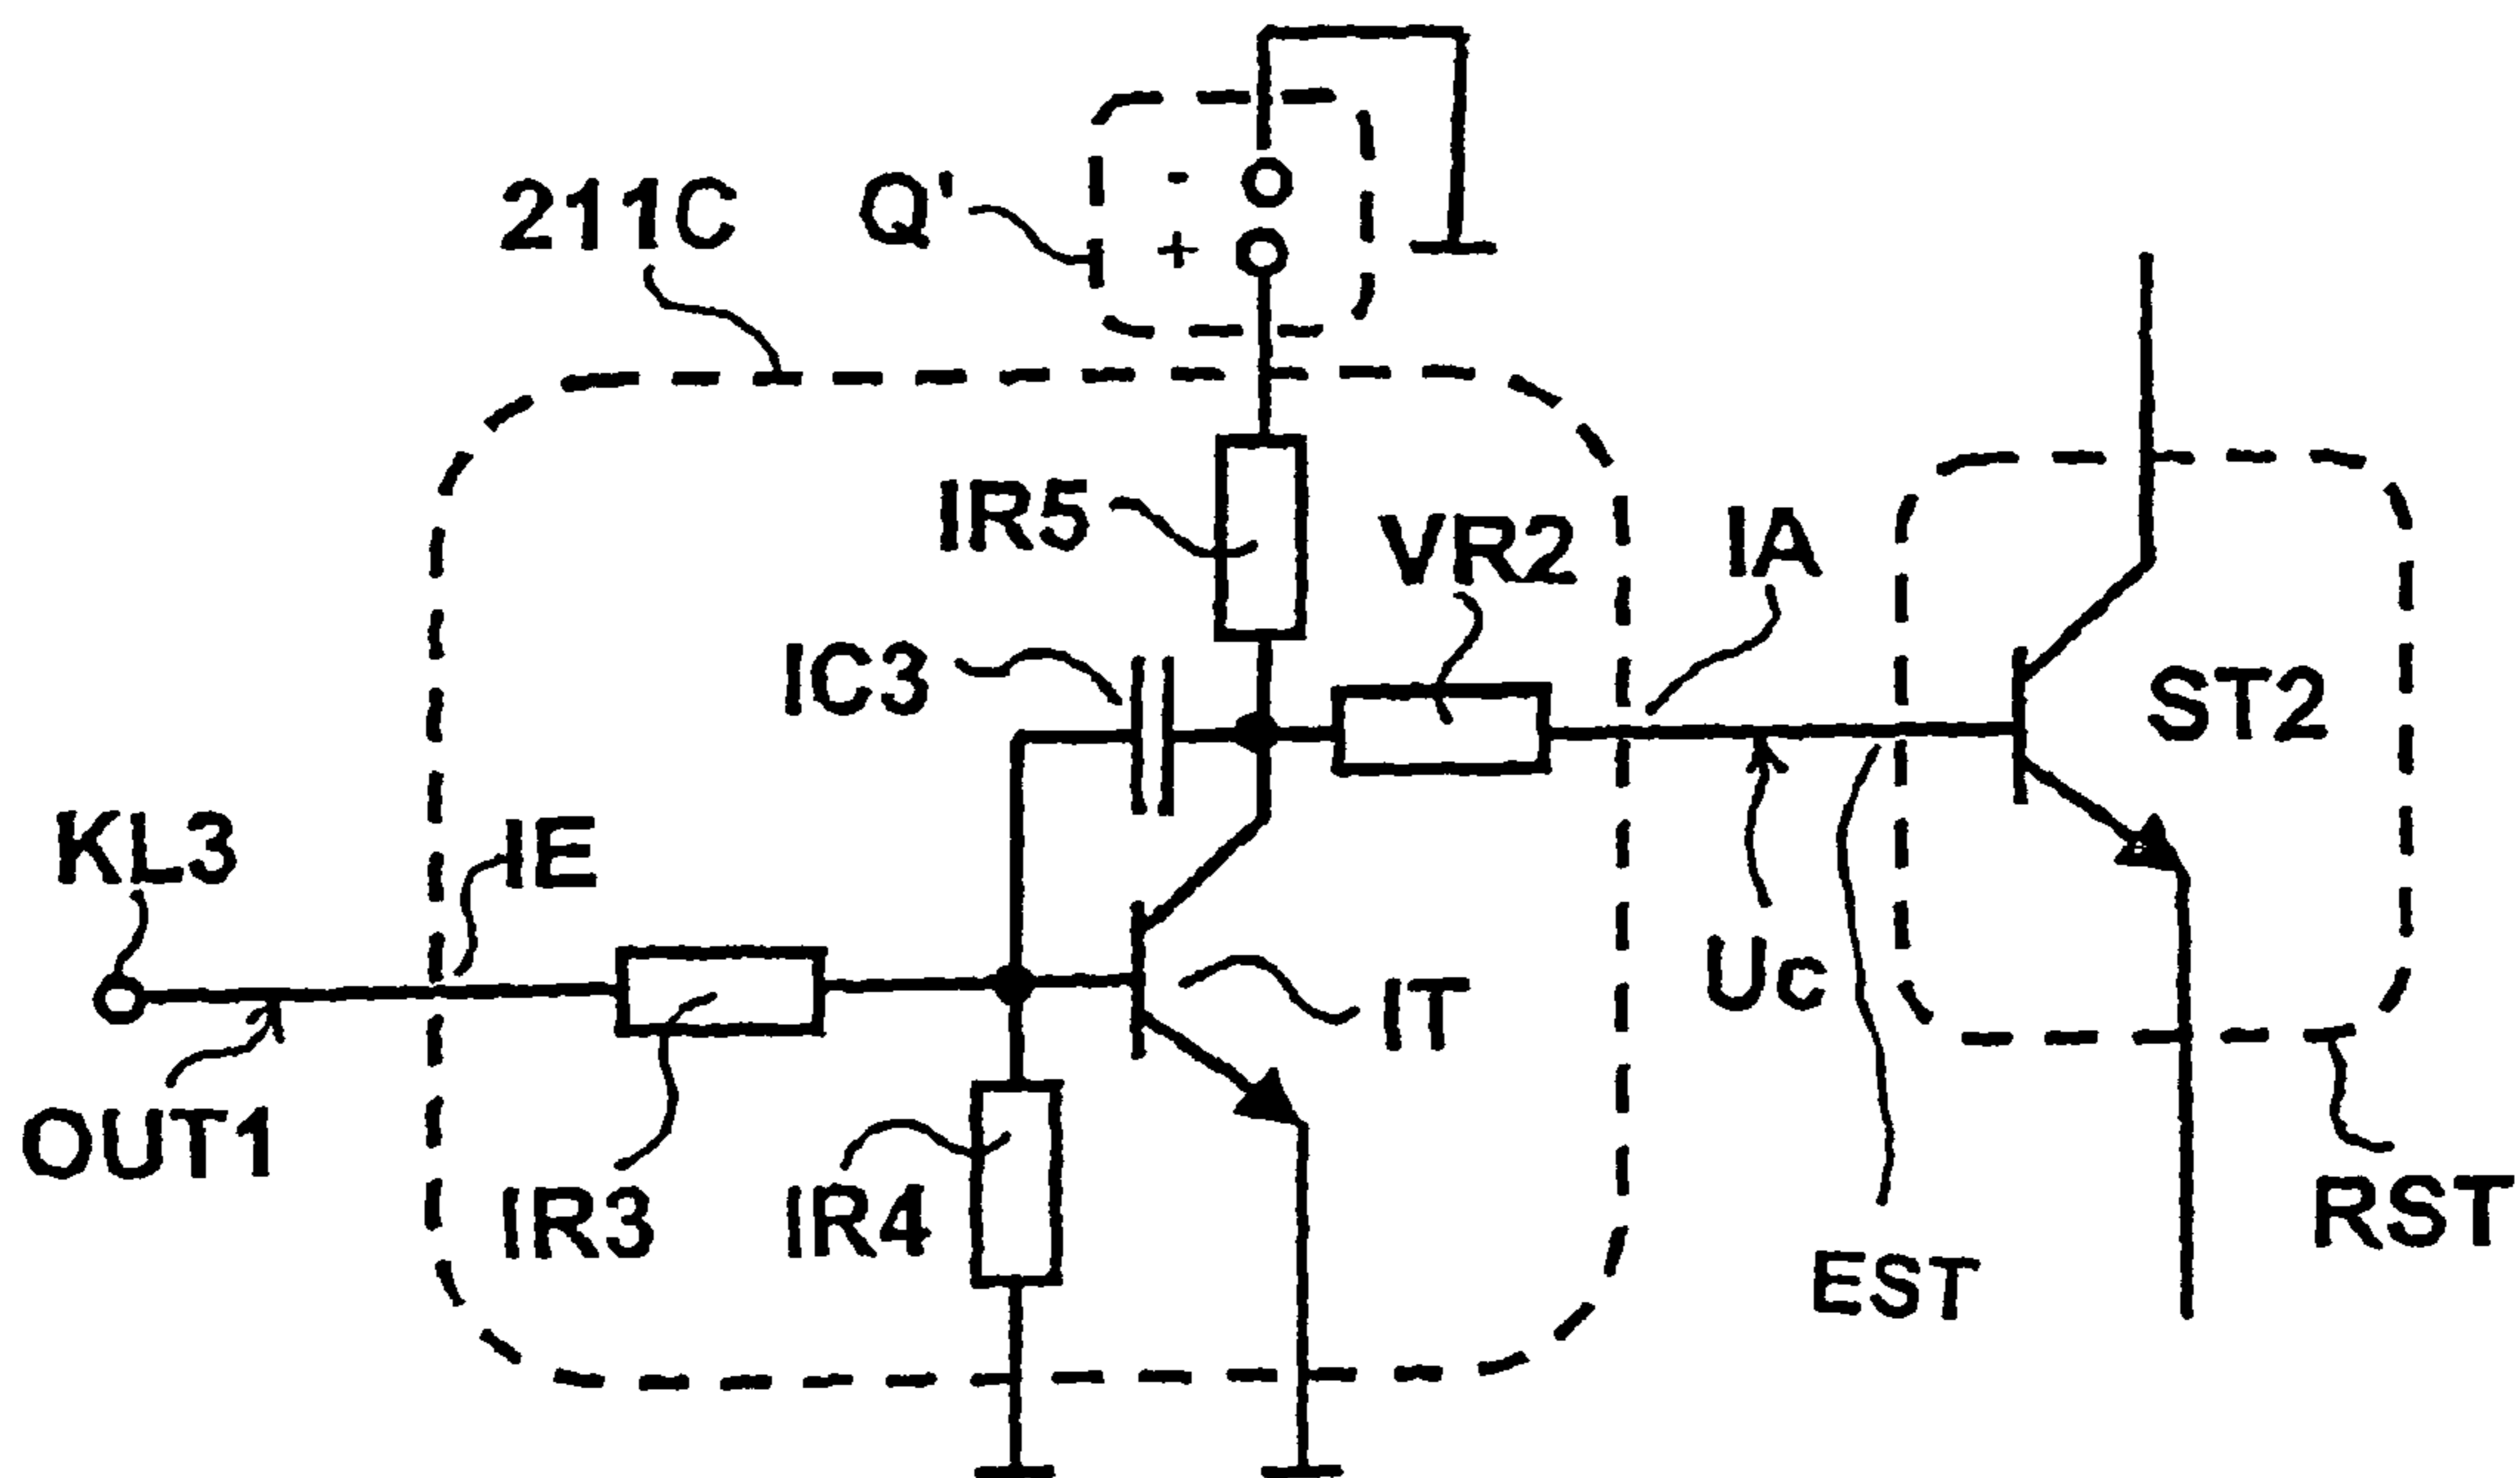 211C
Q'
-
+
IR5
VR2
IA
IC3
ST2
KL3
IE
Uc
IT
OUT1
IR3
IR4
RST
EST